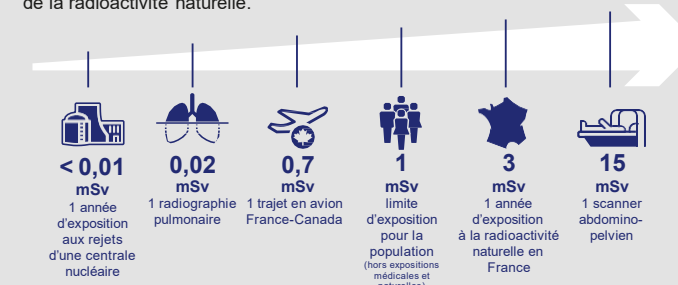 de la radioactivité naturelle.
< 0,01
mSv
1 année
d'exposition
aux rejets
d'une centrale
nucléaire
0,02
mSv
1 radiographie
pulmonaire
0,7
mSv
1 trajet en avion
France-Canada
1
mSv
limite
d'exposition
pour la
population
(hors expositions
médicales et
naturelles)
3
mSv
1 année
d'exposition
à la radioactivité
naturelle en
France
15
mSv
1 scanner
abdomino-
pelvien